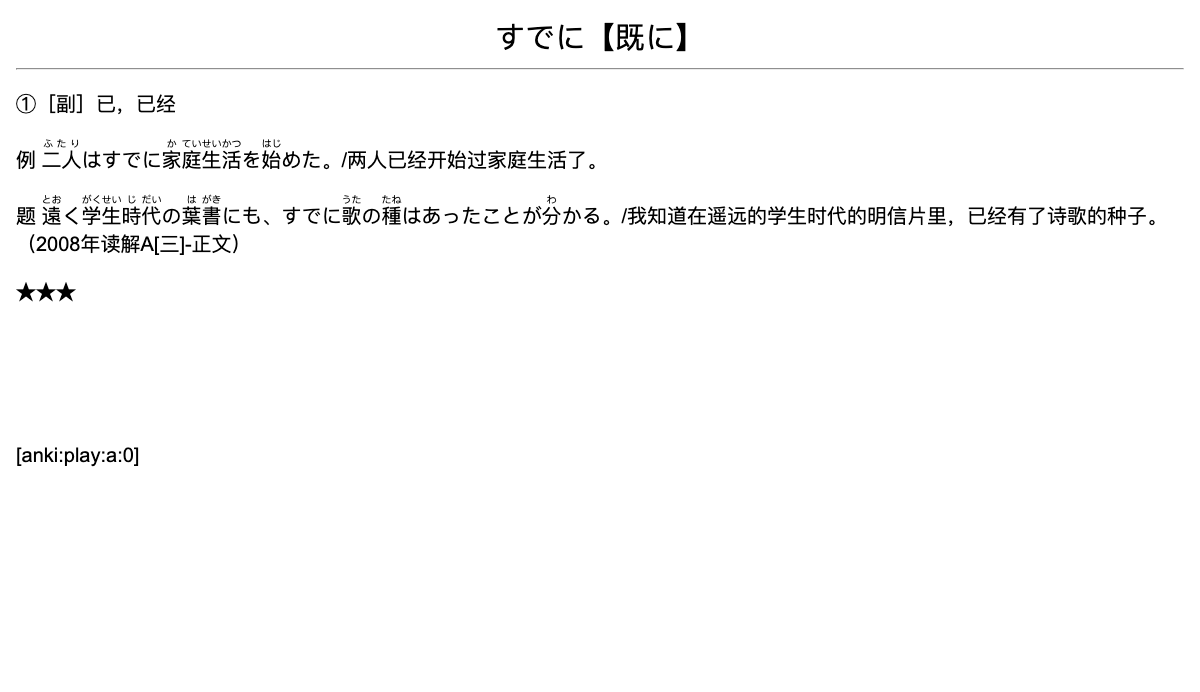 すでに【既に】
①［副］已，已经
ふたり か ていせいかつ はじ
例 二人はすでに家庭生活を始めた。/两人已经开始过家庭生活了。
とお がくせい じ だい は がき うた たね わ
题 遠く学生時代の葉書にも、すでに歌の種はあったことが分かる。/我知道在遥远的学生时代的明信片里，已经有了诗歌的种子。
（2008年读解A[三]-正文）
★★★
[anki:play:a:0]